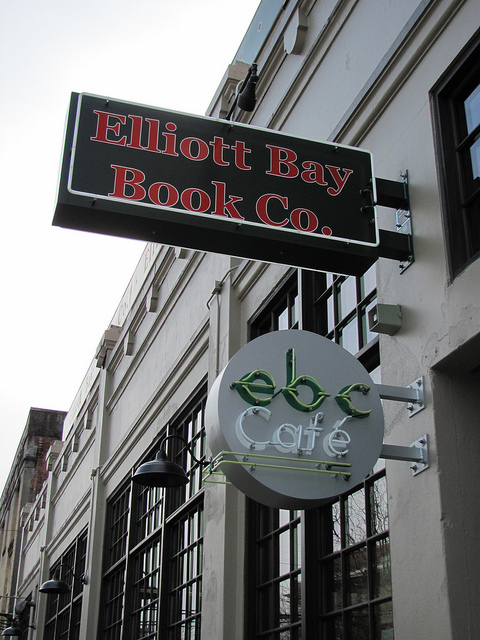 Elliott Bay
Book Co.
ebc
Café